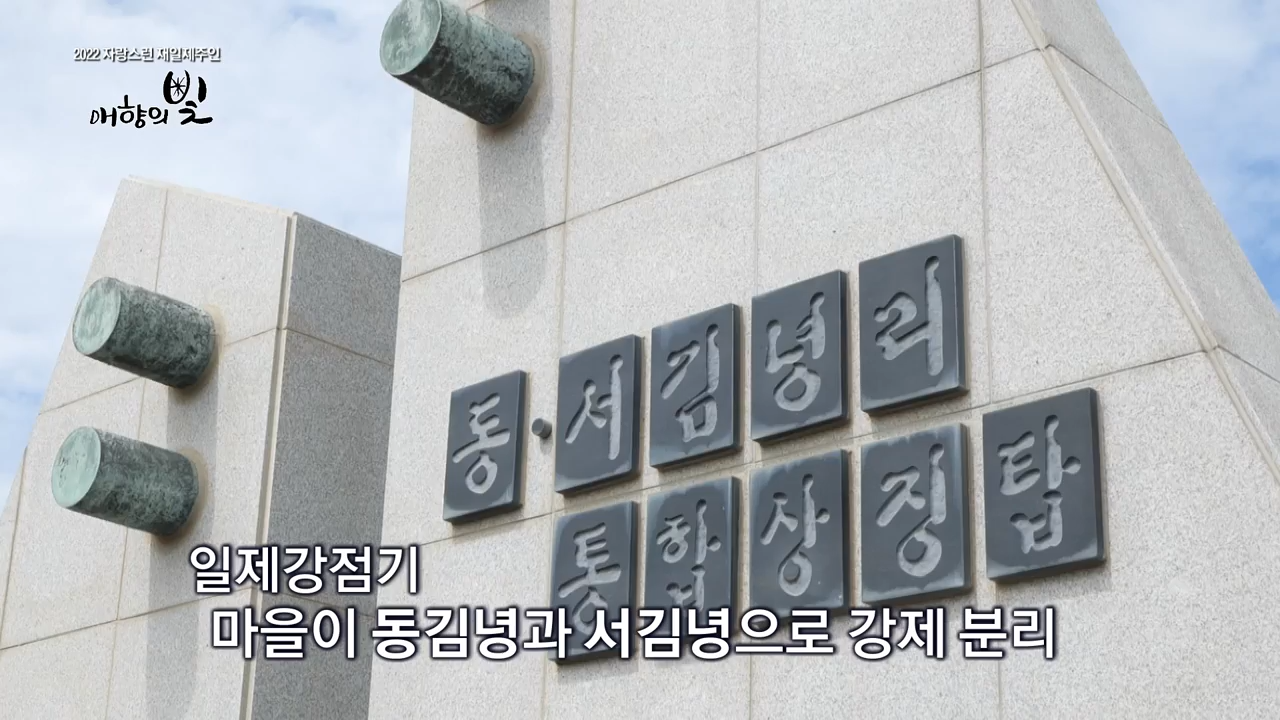 2022 자랑스런 재일제주인
애향의 빛
동·서김녕리
통합상징탑
일제강점기
마을이 동김녕과 서김녕으로 강제 분리